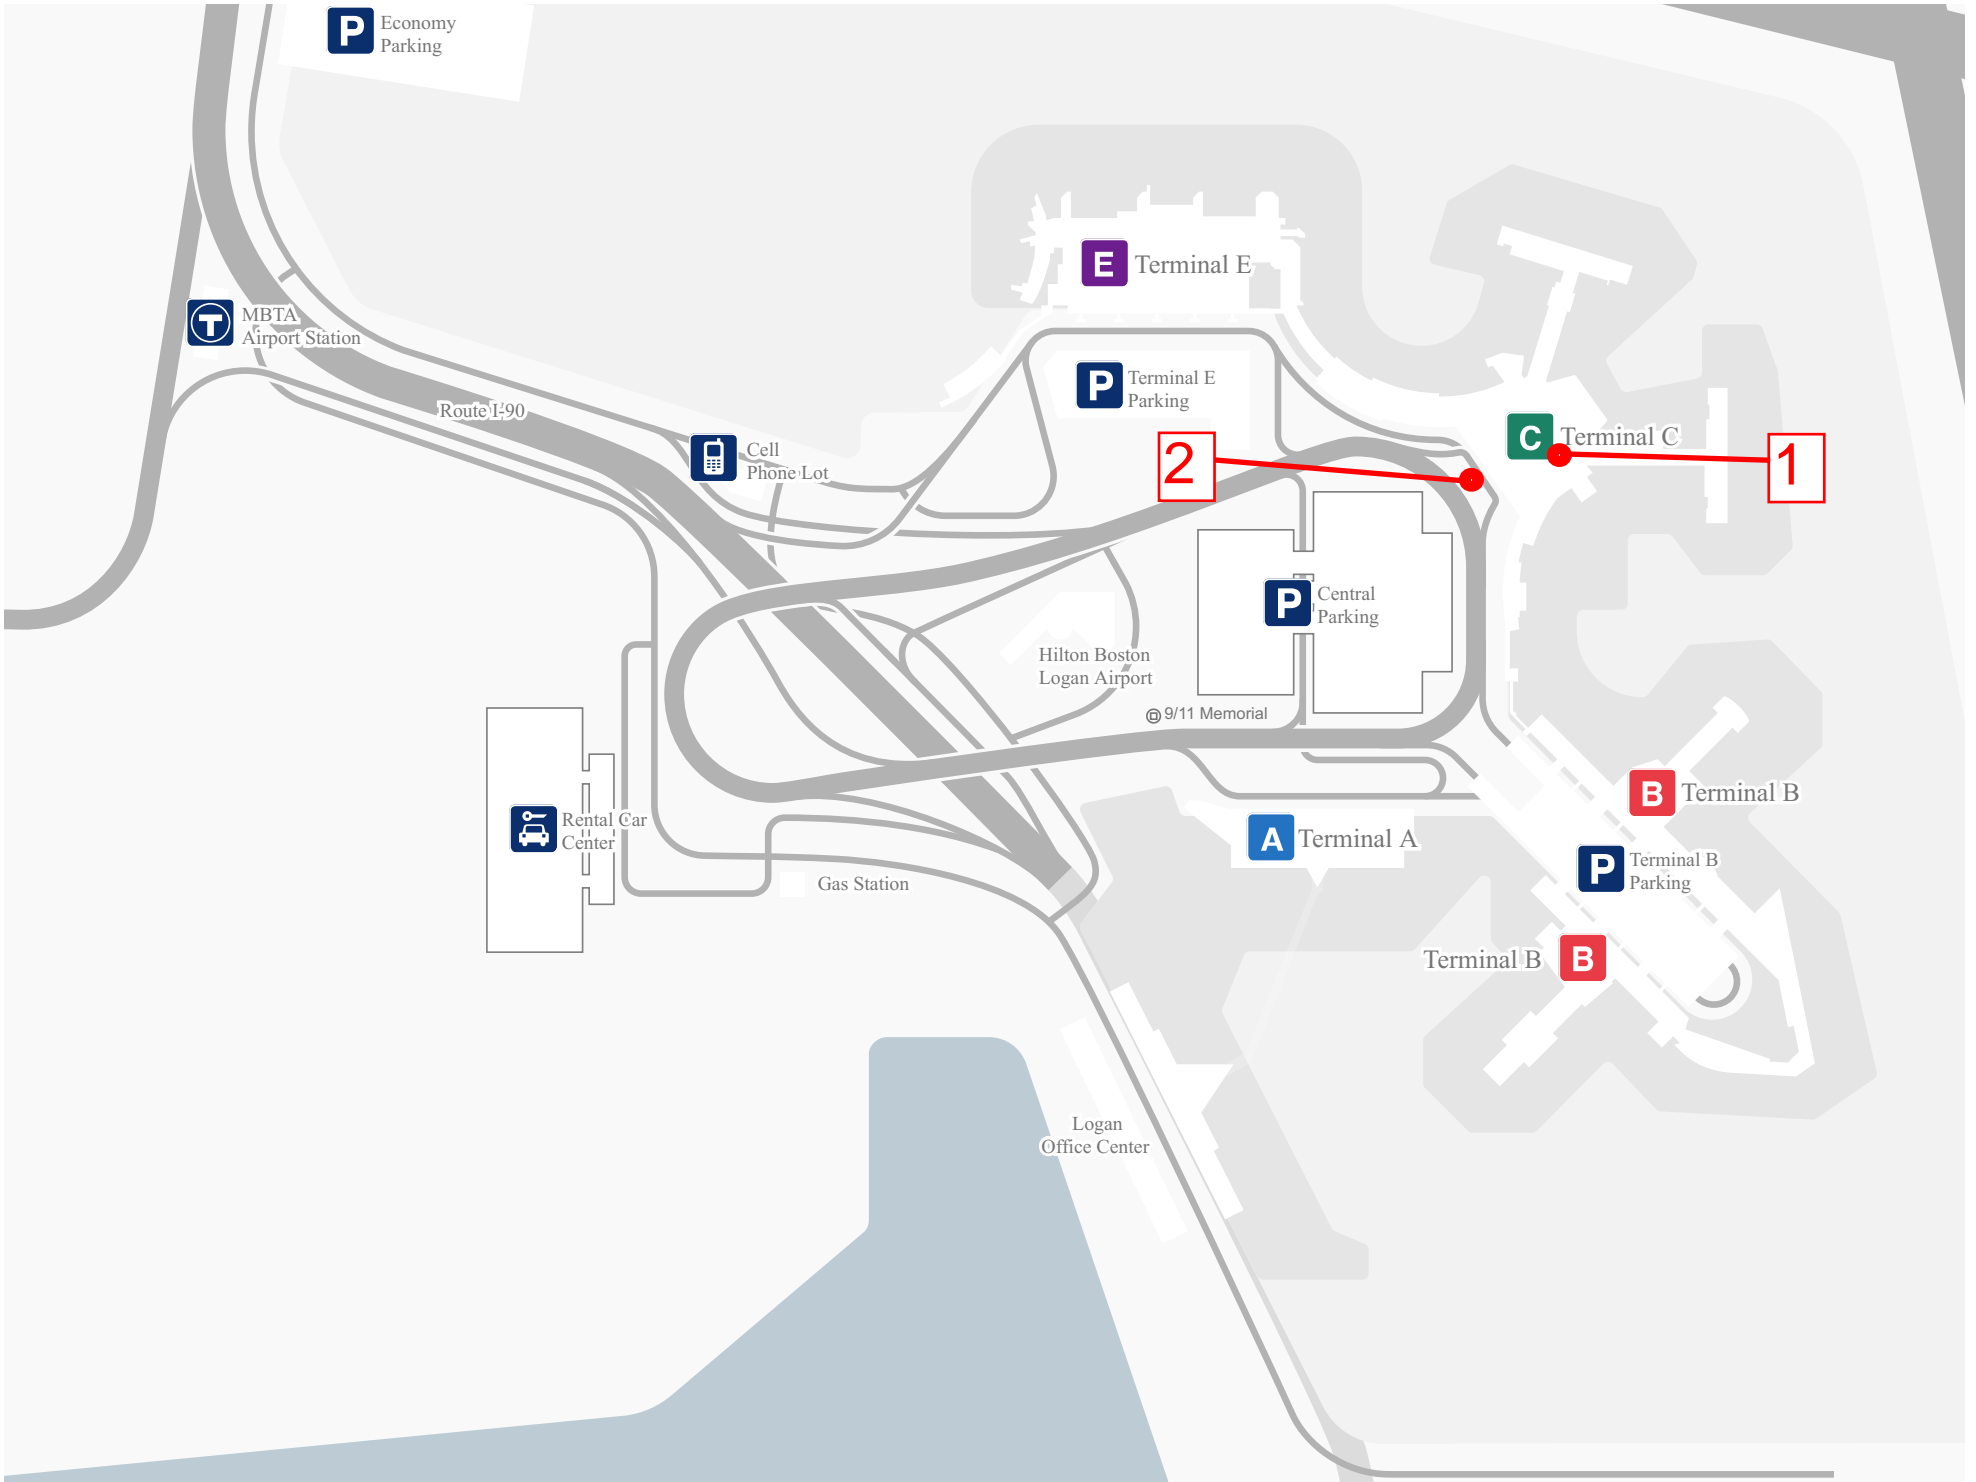 P
Economy
Parking
E
Terminal E
T
MBTA
Airport Station
P
Terminal E
Parking
Route I-90
C
Terminal C
Cell
Phone Lot
2
1
P
Central
Parking
Hilton Boston
Logan Airport
9/11 Memorial
B
Terminal B
Rental Car
Center
A
Terminal A
P
Terminal B
Parking
Gas Station
Terminal B
B
Logan
Office Center